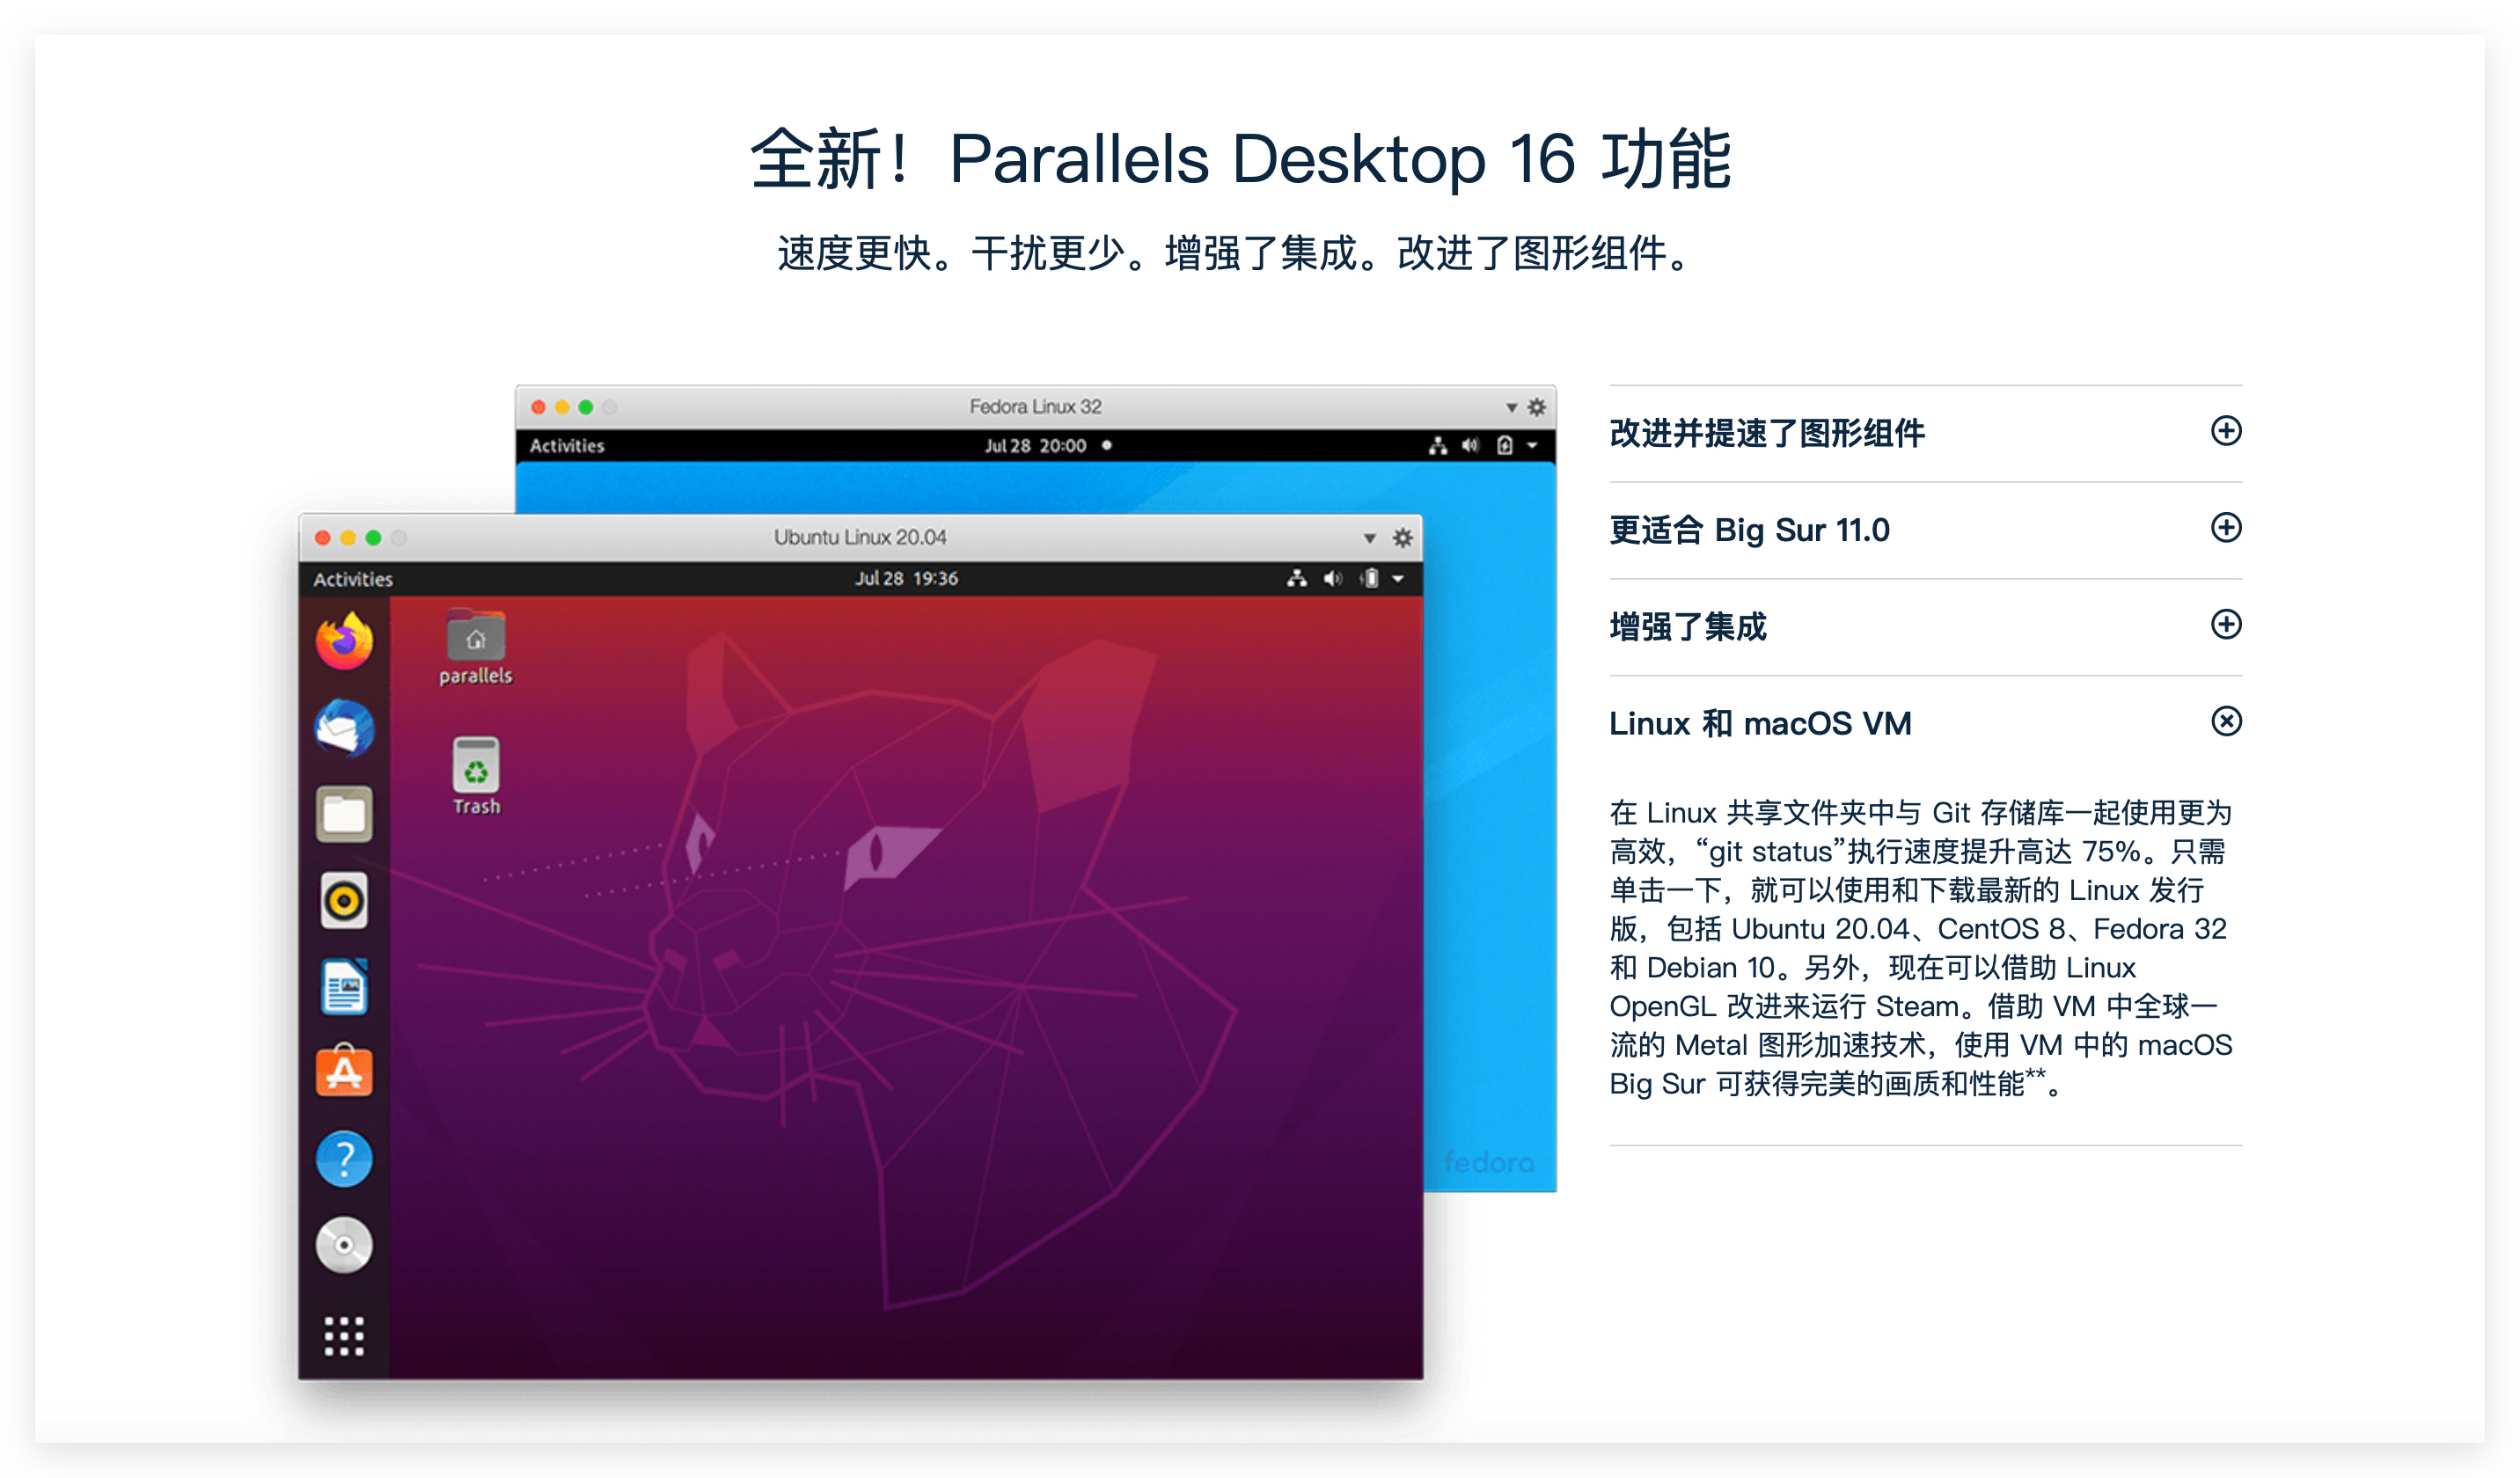 全新！Parallels Desktop 16 功能
速度更快。干扰更少。增强了集成。改进了图形组件。
Fedora Linux 32
Activities
Jul 28 20:00
Ubuntu Linux 20.04
Activities
Jul 28 19:36
parallels
Trash
fedora
改进并提速了图形组件
更适合 Big Sur 11.0
增强了集成
Linux 和 macOS VM
在 Linux 共享文件夹中与 Git 存储库一起使用更为
高效，“git status”执行速度提升高达 75%。只需
单击一下，就可以使用和下载最新的 Linux 发行
版，包括 Ubuntu 20.04、CentOS 8、Fedora 32
和 Debian 10。另外，现在可以借助 Linux
OpenGL 改进来运行 Steam。借助 VM 中全球一
流的 Metal 图形加速技术，使用 VM 中的 macOS
Big Sur 可获得完美的画质和性能**。